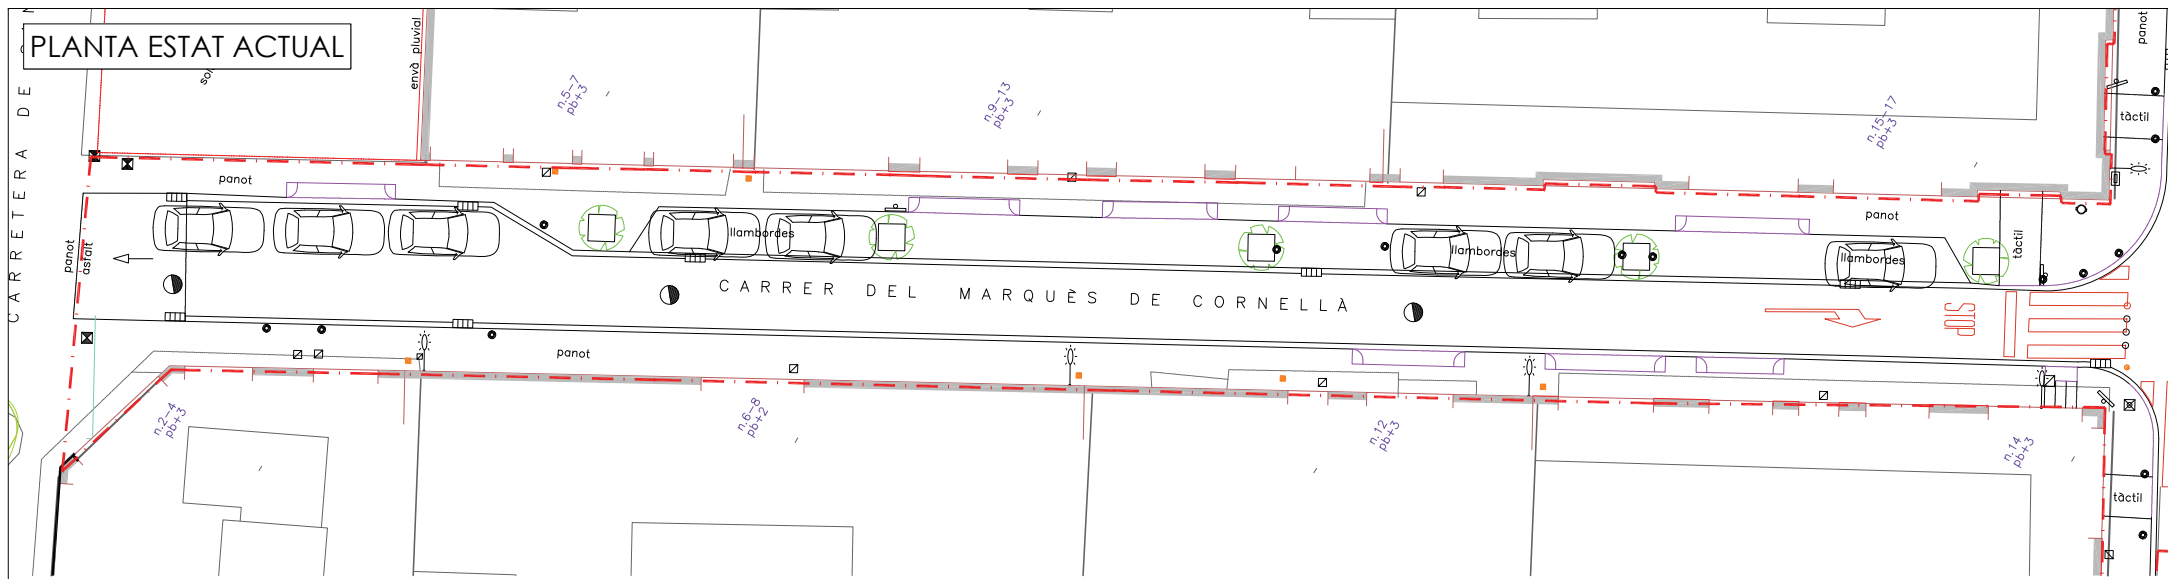 PLANTA ESTAT ACTUAL
CARRETERA DE
envà pluvial
n.5-7
pb+3
n.9-13
pb+3
n.15-17
pb+3
panot
tàctil
panot
panot
panot
asfalt
llambordes
llambordes
llambordes
tàctil
CARRER DEL MARQUÈS DE CORNELLÀ
STOP
panot
n.2-4
pb+3
n.6-8
pb+2
n.12
pb+3
n.14
pb+3
tàctil